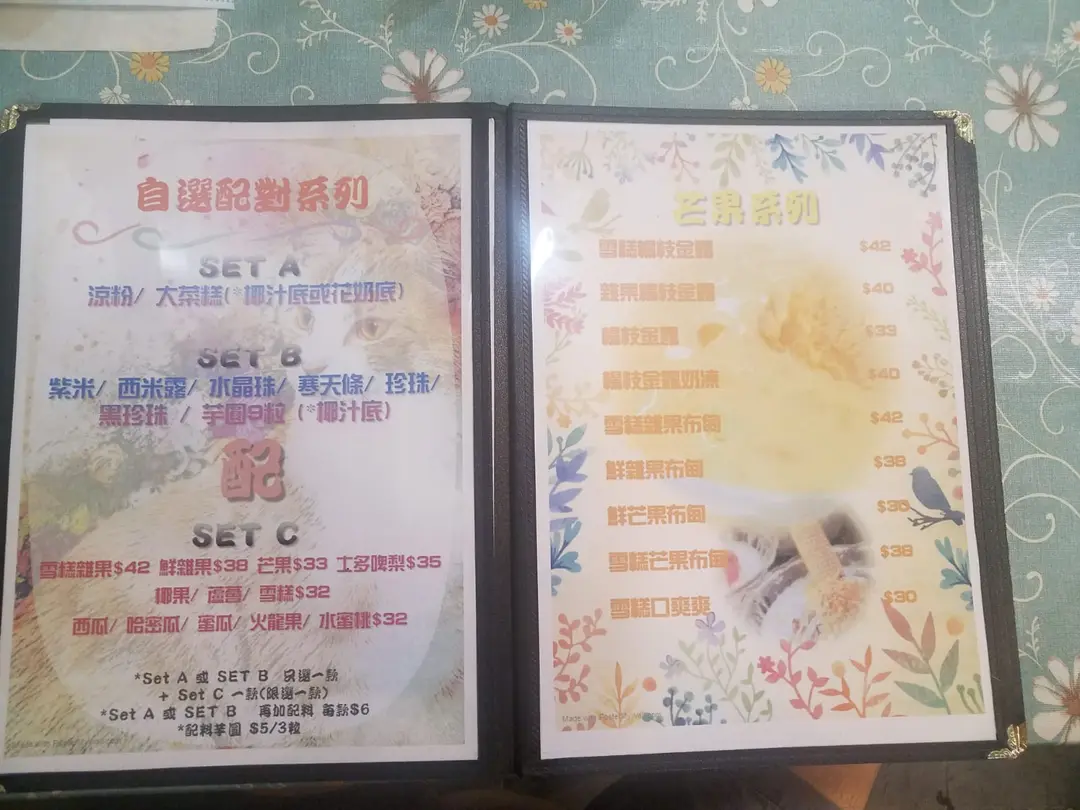 自選配對系列
SET A
涼粉/ 大菜糕(*椰汁底或花奶底)
SET B
紫米/ 西米露/ 水晶珠/ 寒天條/ 珍珠/
黑珍珠 / 芋圓9粒 (*椰汁底)
配
SET C
雪糕雜果$42 鮮雜果$38 芒果$33 士多啤梨$35
椰果/ 蘆薈/ 雪糕$32
西瓜/ 哈密瓜/ 蜜瓜/ 火龍果/ 水蜜桃$32
*Set A 或 SET B 只選一款
+ Set C 一款(限選一款)
*Set A 或 SET B 再加配料 每款$6
*配料芋圓 $5/3粒
芒果系列
雪糕楊枝金露 $42
雜果楊枝金露 $40
楊枝金露 $33
楊枝金露奶凍 $40
雪糕雜果布甸 $42
鮮雜果布甸 $38
鮮芒果布甸 $36
雪糕芒果布甸 $38
雪糕口爽爽 $30